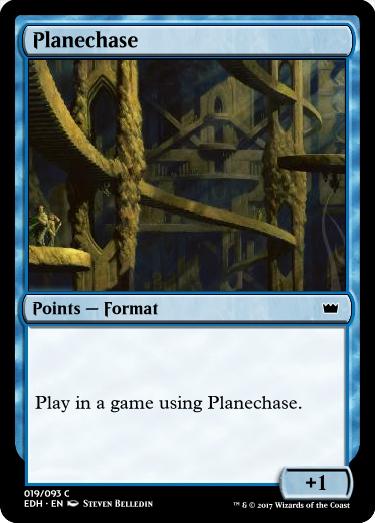 Planechase
Points — Format
Play in a game using Planechase.
+1
019/093 C
EDH • EN Steven Belledin
™ & © 2017 Wizards of the Coast